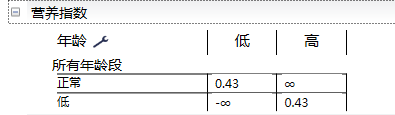 营养指数
年龄 低 高
所有年龄段
正常 0.43 ∞
低 -∞ 0.43